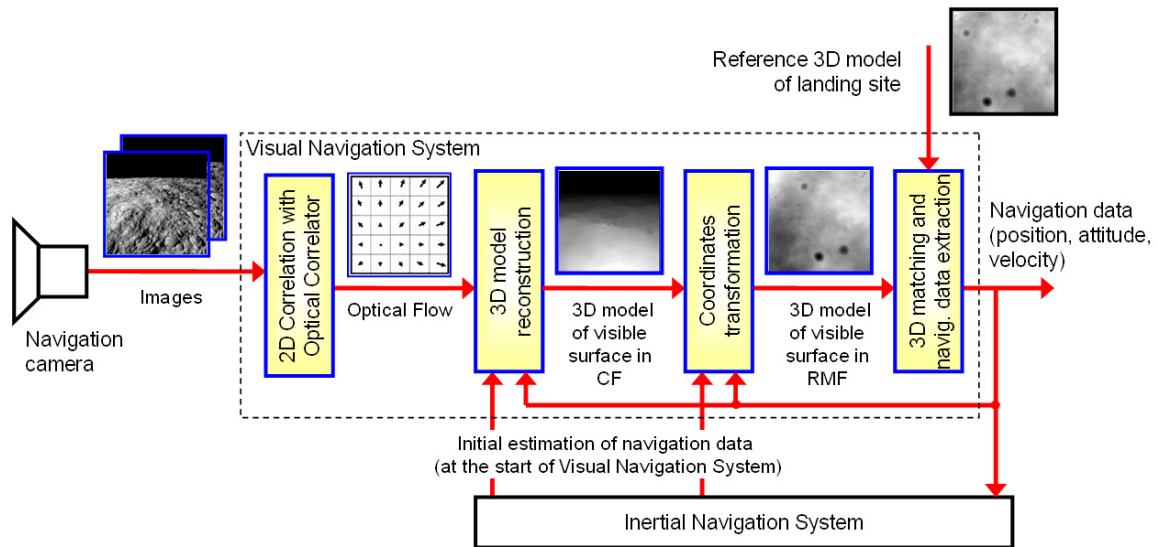 Reference 3D model
of landing site
Visual Navigation System
Navigation
camera
Images
2D Correlation with
Optical Correlator
Optical Flow
3D model
reconstruction
3D model
of visible
surface in
CF
Coordinates
transformation
3D model
of visible
surface in
RMF
3D matching and
navig. data extraction
Navigation data
(position, attitude,
velocity)
Initial estimation of navigation data
(at the start of Visual Navigation System)
Inertial Navigation System